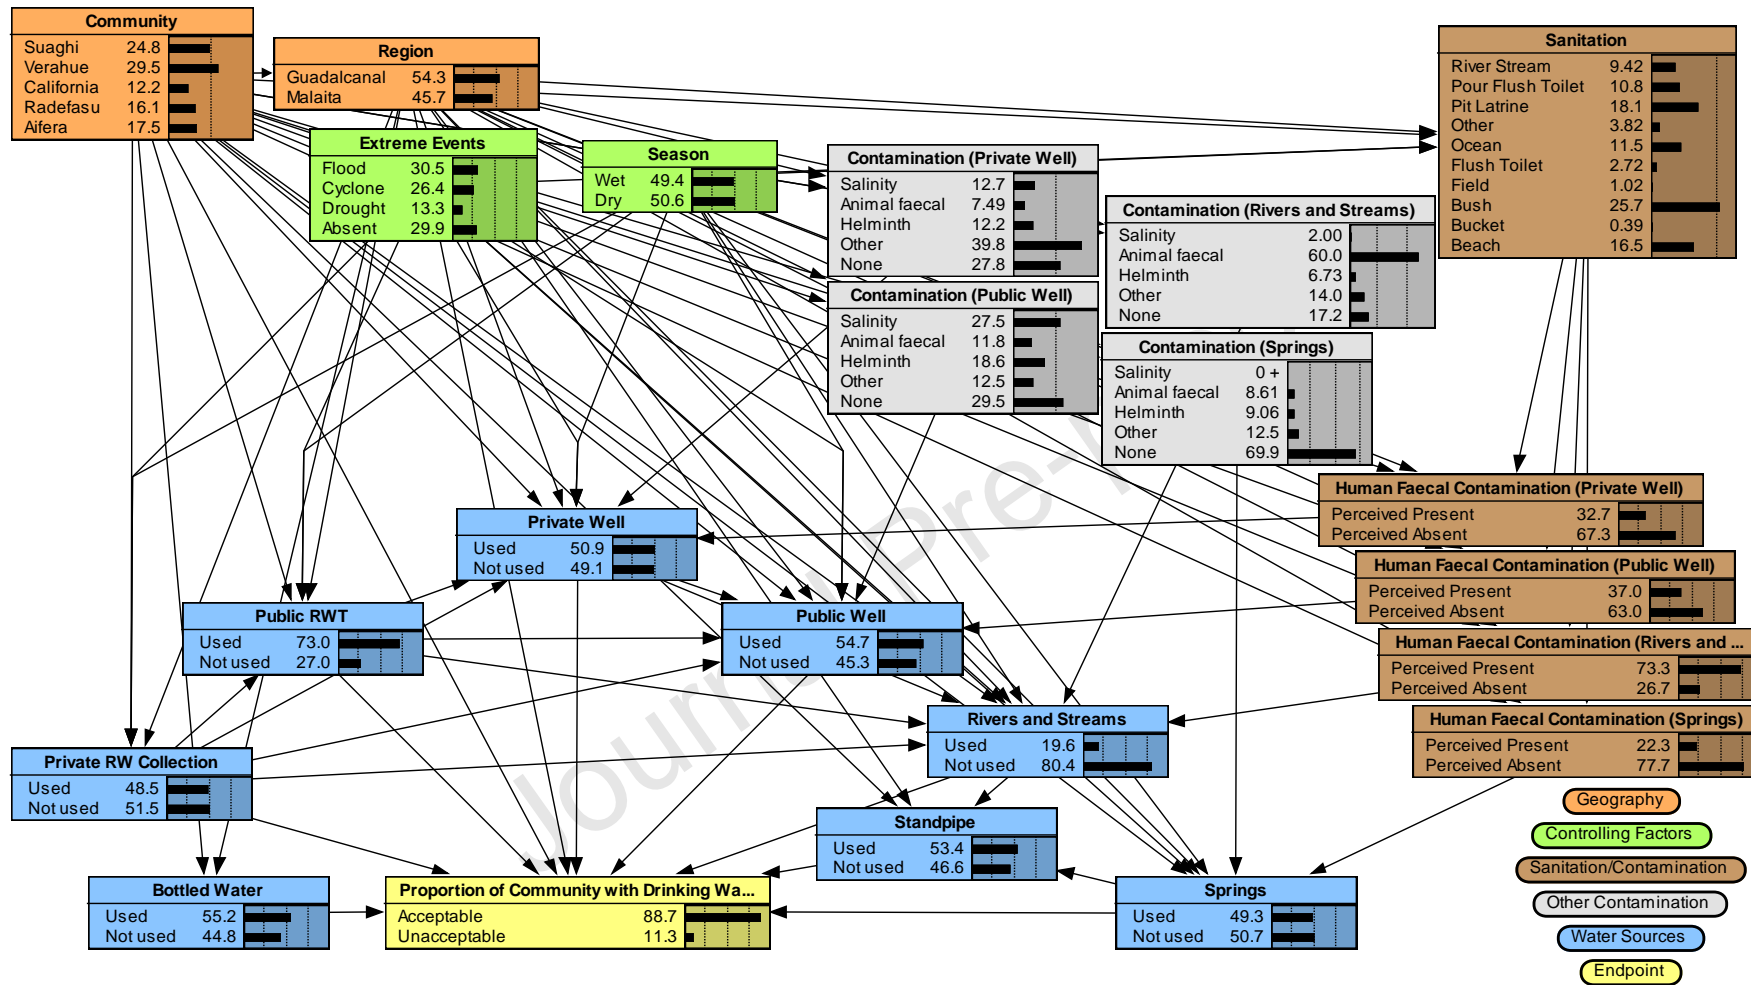 Community
Suaghi 24.8
Verahue 29.5
California 12.2
Radefasu 16.1
Aifera 17.5
Region
Guadalcanal 54.3
Malaita 45.7
Extreme Events
Flood 30.5
Cyclone 26.4
Drought 13.3
Absent 29.9
Season
Wet 49.4
Dry 50.6
Contamination (Private Well)
Salinity 12.7
Animal faecal 7.49
Helminth 12.2
Other 39.8
None 27.8
Contamination (Public Well)
Salinity 27.5
Animal faecal 11.8
Helminth 18.6
Other 12.5
None 29.5
Contamination (Rivers and Streams)
Salinity 2.00
Animal faecal 60.0
Helminth 6.73
Other 14.0
None 17.2
Contamination (Springs)
Salinity 0 +
Animal faecal 8.61
Helminth 9.06
Other 12.5
None 69.9
Sanitation
River Stream 9.42
Pour Flush Toilet 10.8
Pit Latrine 18.1
Other 3.82
Ocean 11.5
Flush Toilet 2.72
Field 1.02
Bush 25.7
Bucket 0.39
Beach 16.5
Human Faecal Contamination (Private Well)
Perceived Present 32.7
Perceived Absent 67.3
Human Faecal Contamination (Public Well)
Perceived Present 37.0
Perceived Absent 63.0
Human Faecal Contamination (Rivers and ...
Perceived Present 73.3
Perceived Absent 26.7
Human Faecal Contamination (Springs)
Perceived Present 22.3
Perceived Absent 77.7
Private Well
Used 50.9
Not used 49.1
Public RWT
Used 73.0
Not used 27.0
Public Well
Used 54.7
Not used 45.3
Rivers and Streams
Used 19.6
Not used 80.4
Private RW Collection
Used 48.5
Not used 51.5
Standpipe
Used 53.4
Not used 46.6
Bottled Water
Used 55.2
Not used 44.8
Proportion of Community with Drinking Wa...
Acceptable 88.7
Unacceptable 11.3
Springs
Used 49.3
Not used 50.7
Geography
Controlling Factors
Sanitation/Contamination
Other Contamination
Water Sources
Endpoint